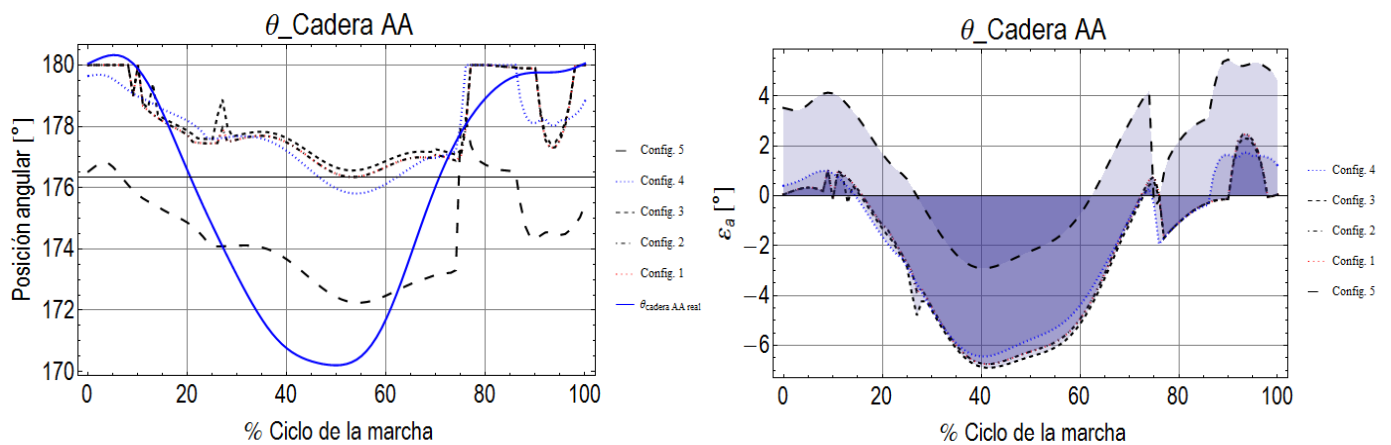 θ_Cadera AA
Posición angular [°]
180
178
176
174
172
170
0
20
40
60
80
100
% Ciclo de la marcha
Config. 5
Config. 4
Config. 3
Config. 2
Config. 1
θcadera AA real
θ_Cadera AA
εa [°]
4
2
0
−2
−4
−6
0
20
40
60
80
100
% Ciclo de la marcha
Config. 4
Config. 3
Config. 2
Config. 1
Config. 5